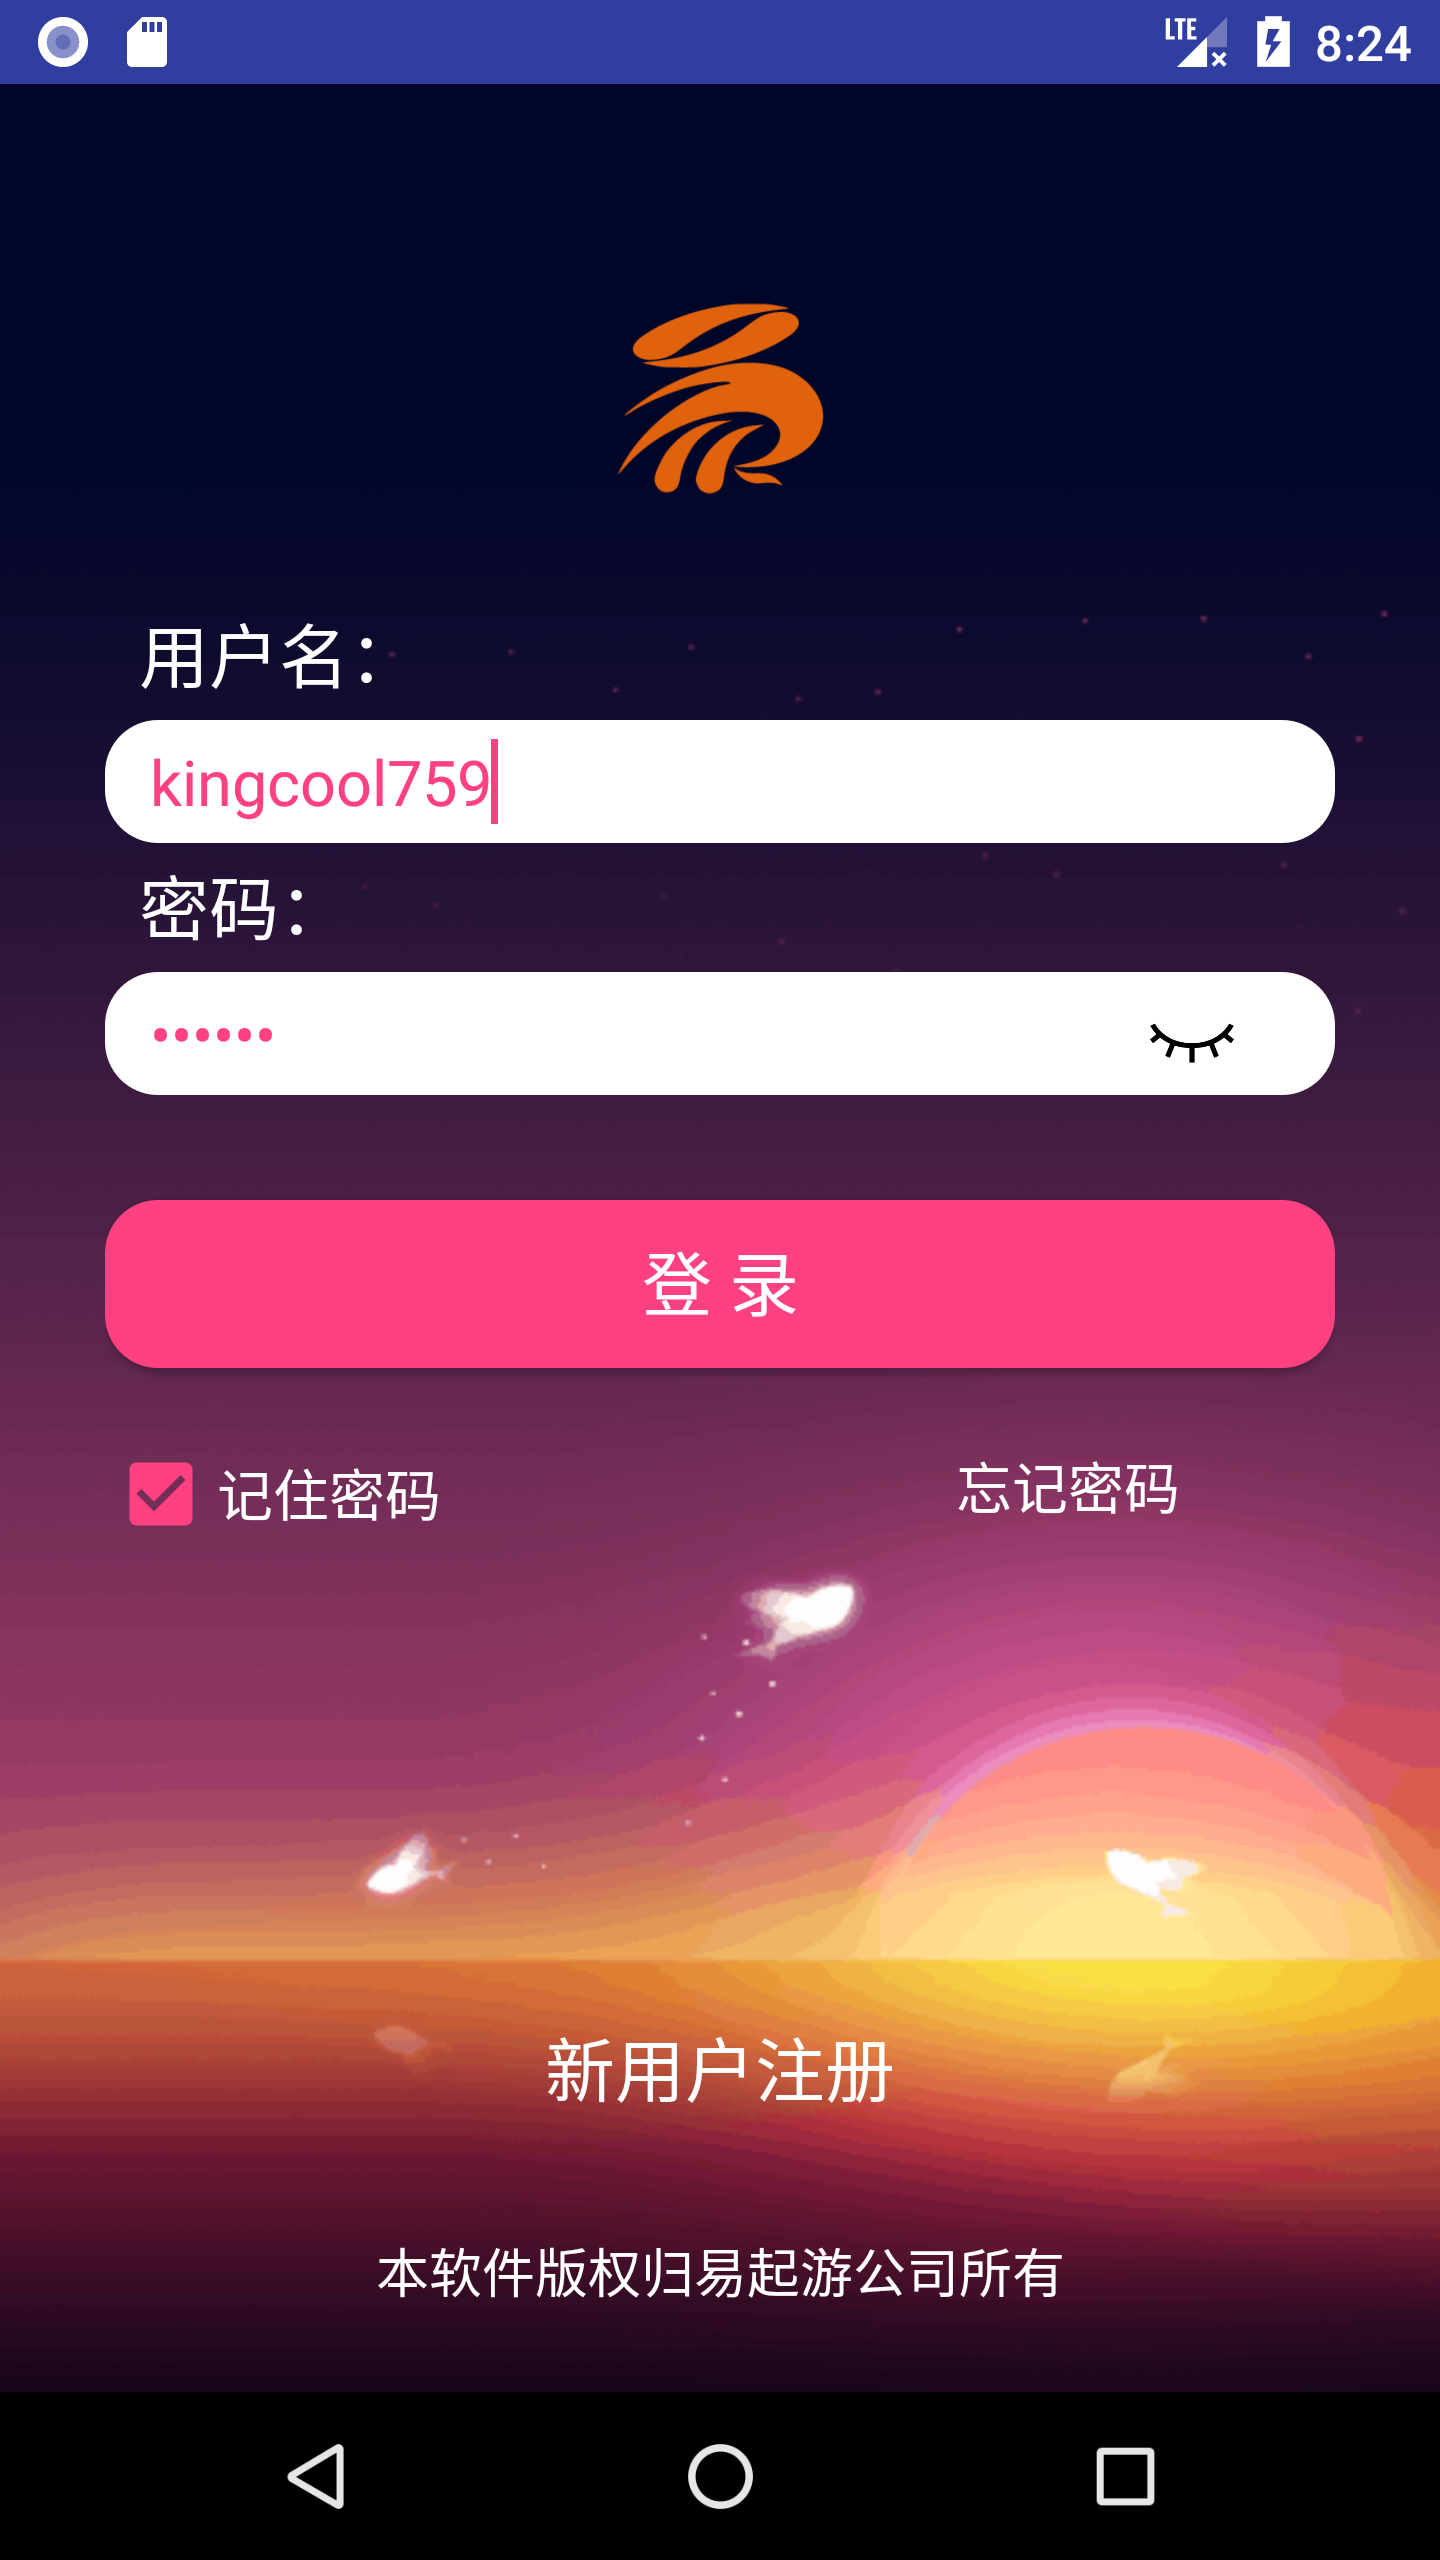 LTE 8:24
用户名：
kingcool759
密码：
••••••
登 录
记住密码 忘记密码
新用户注册
本软件版权归易起游公司所有